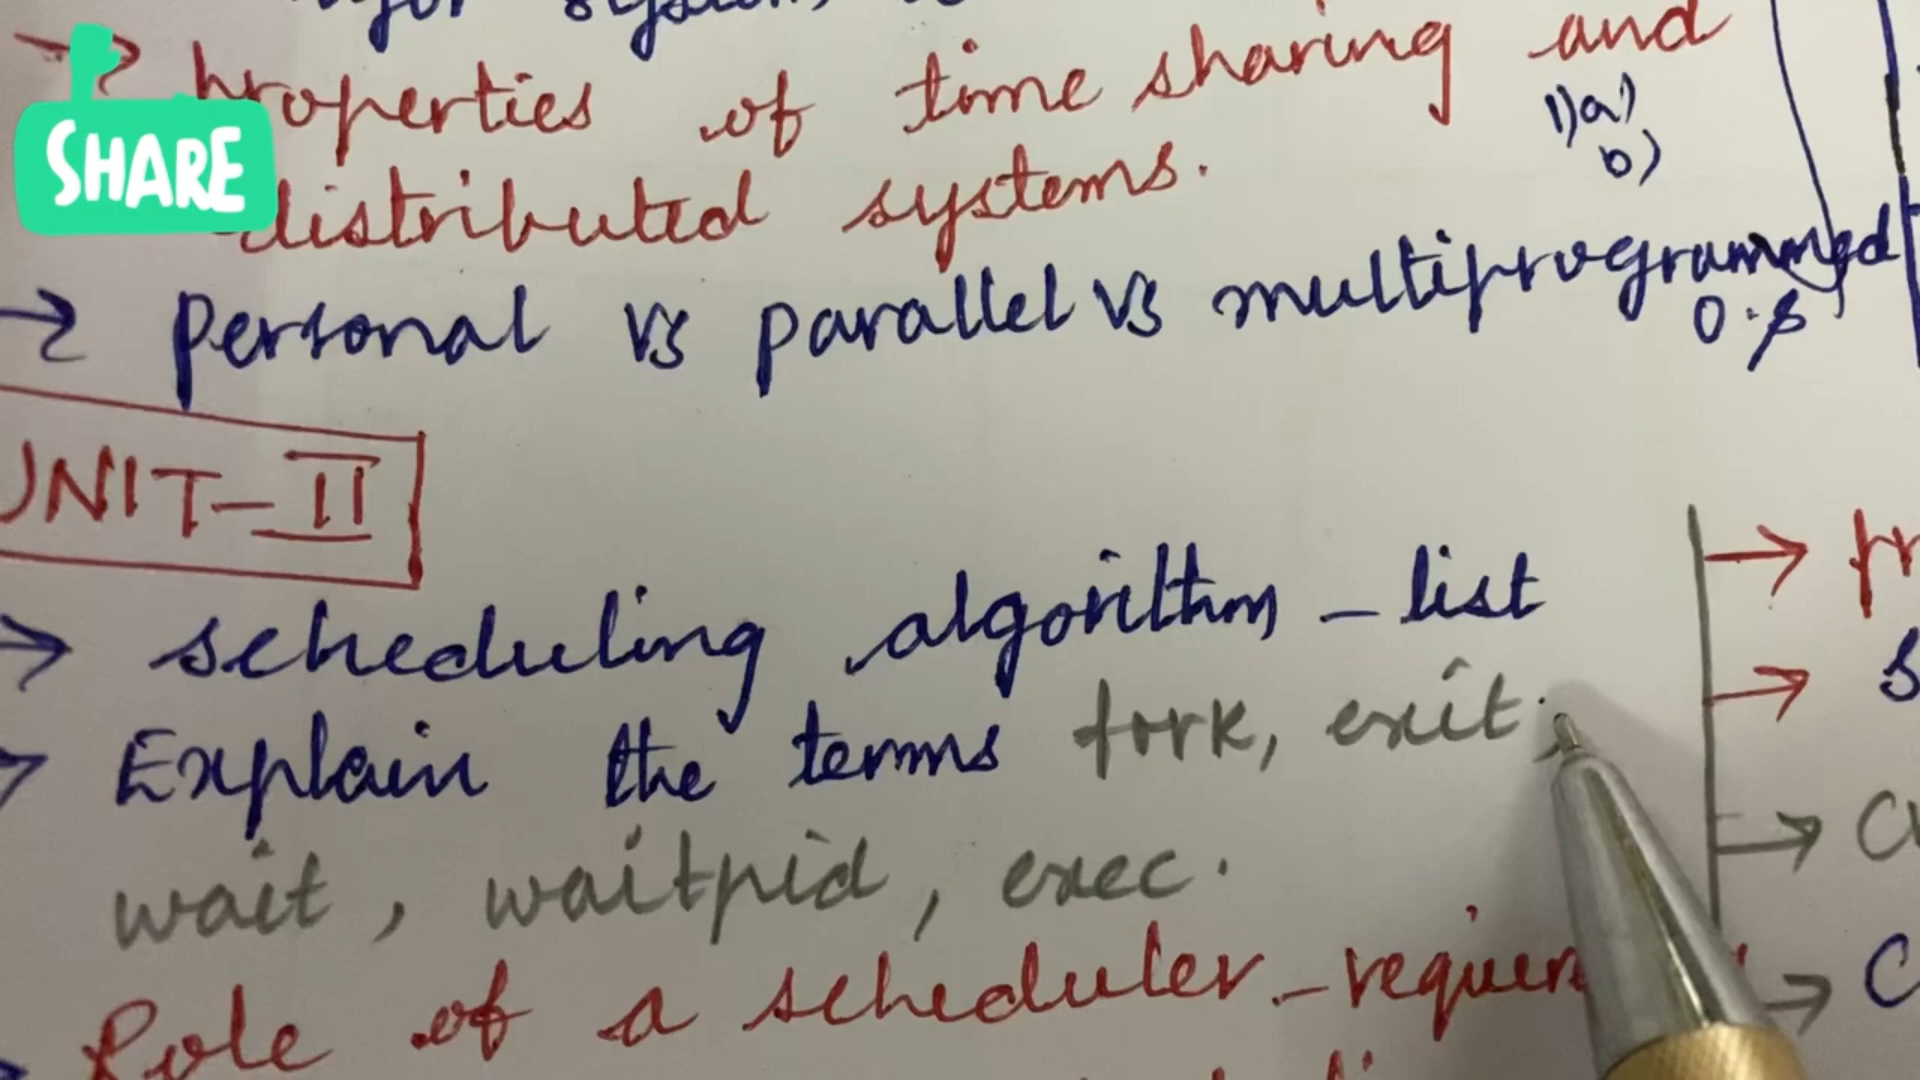 → properties of time sharing and
1) a)
b)
SHARE
distributed systems.
→ Personal vs parallel vs multiprogrammed
O.S
UNIT-II
→ scheduling algorithm - list
→ Explain the terms fork, exit,
wait, waitpid, exec.
Role of a scheduler -